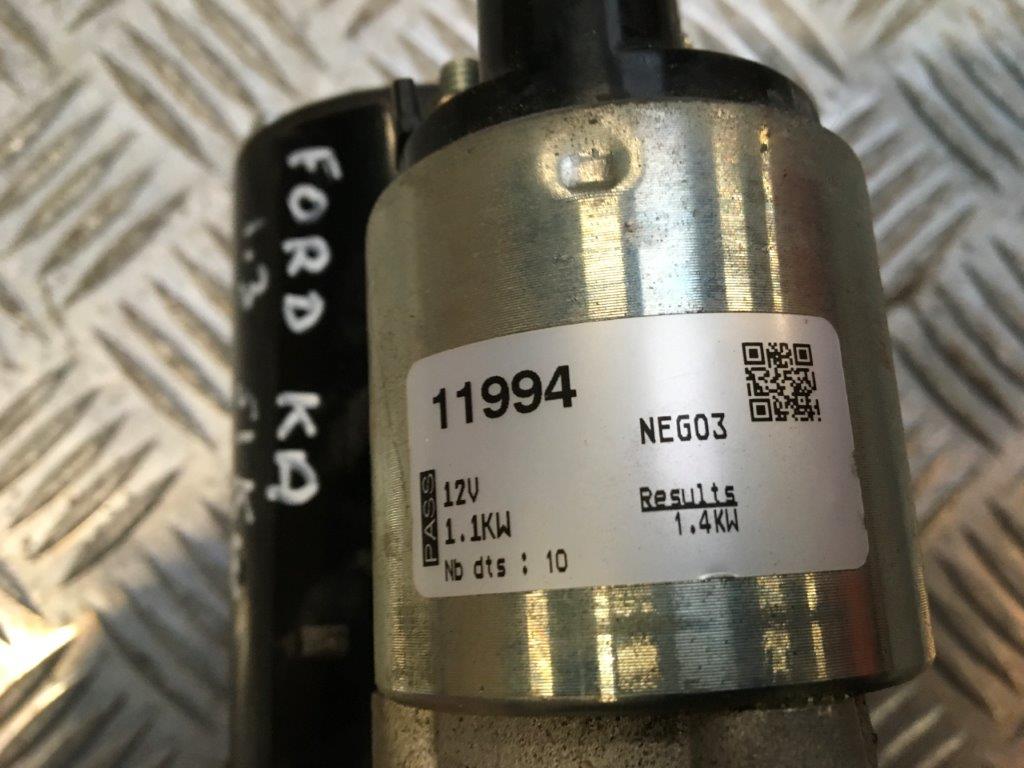 FORD KA
1.3
11994
NEG03
PASS
12V
1.1KW
Nb dts : 10
Results
1.4KW